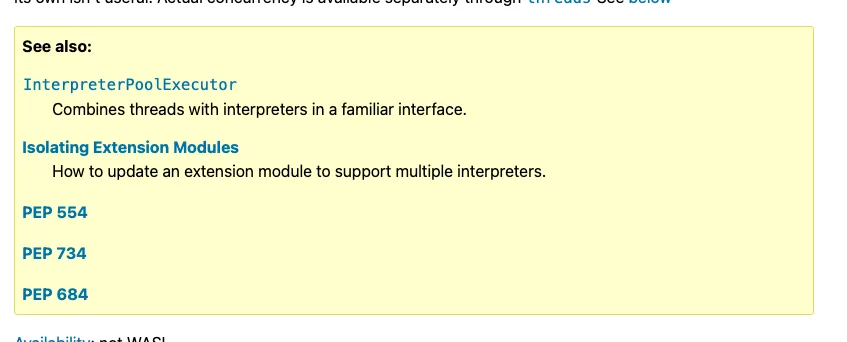 its own isn't useful. Actual concurrency is available separately through threads See below
See also:
InterpreterPoolExecutor
Combines threads with interpreters in a familiar interface.
Isolating Extension Modules
How to update an extension module to support multiple interpreters.
PEP 554
PEP 734
PEP 684
Availability: not WASI